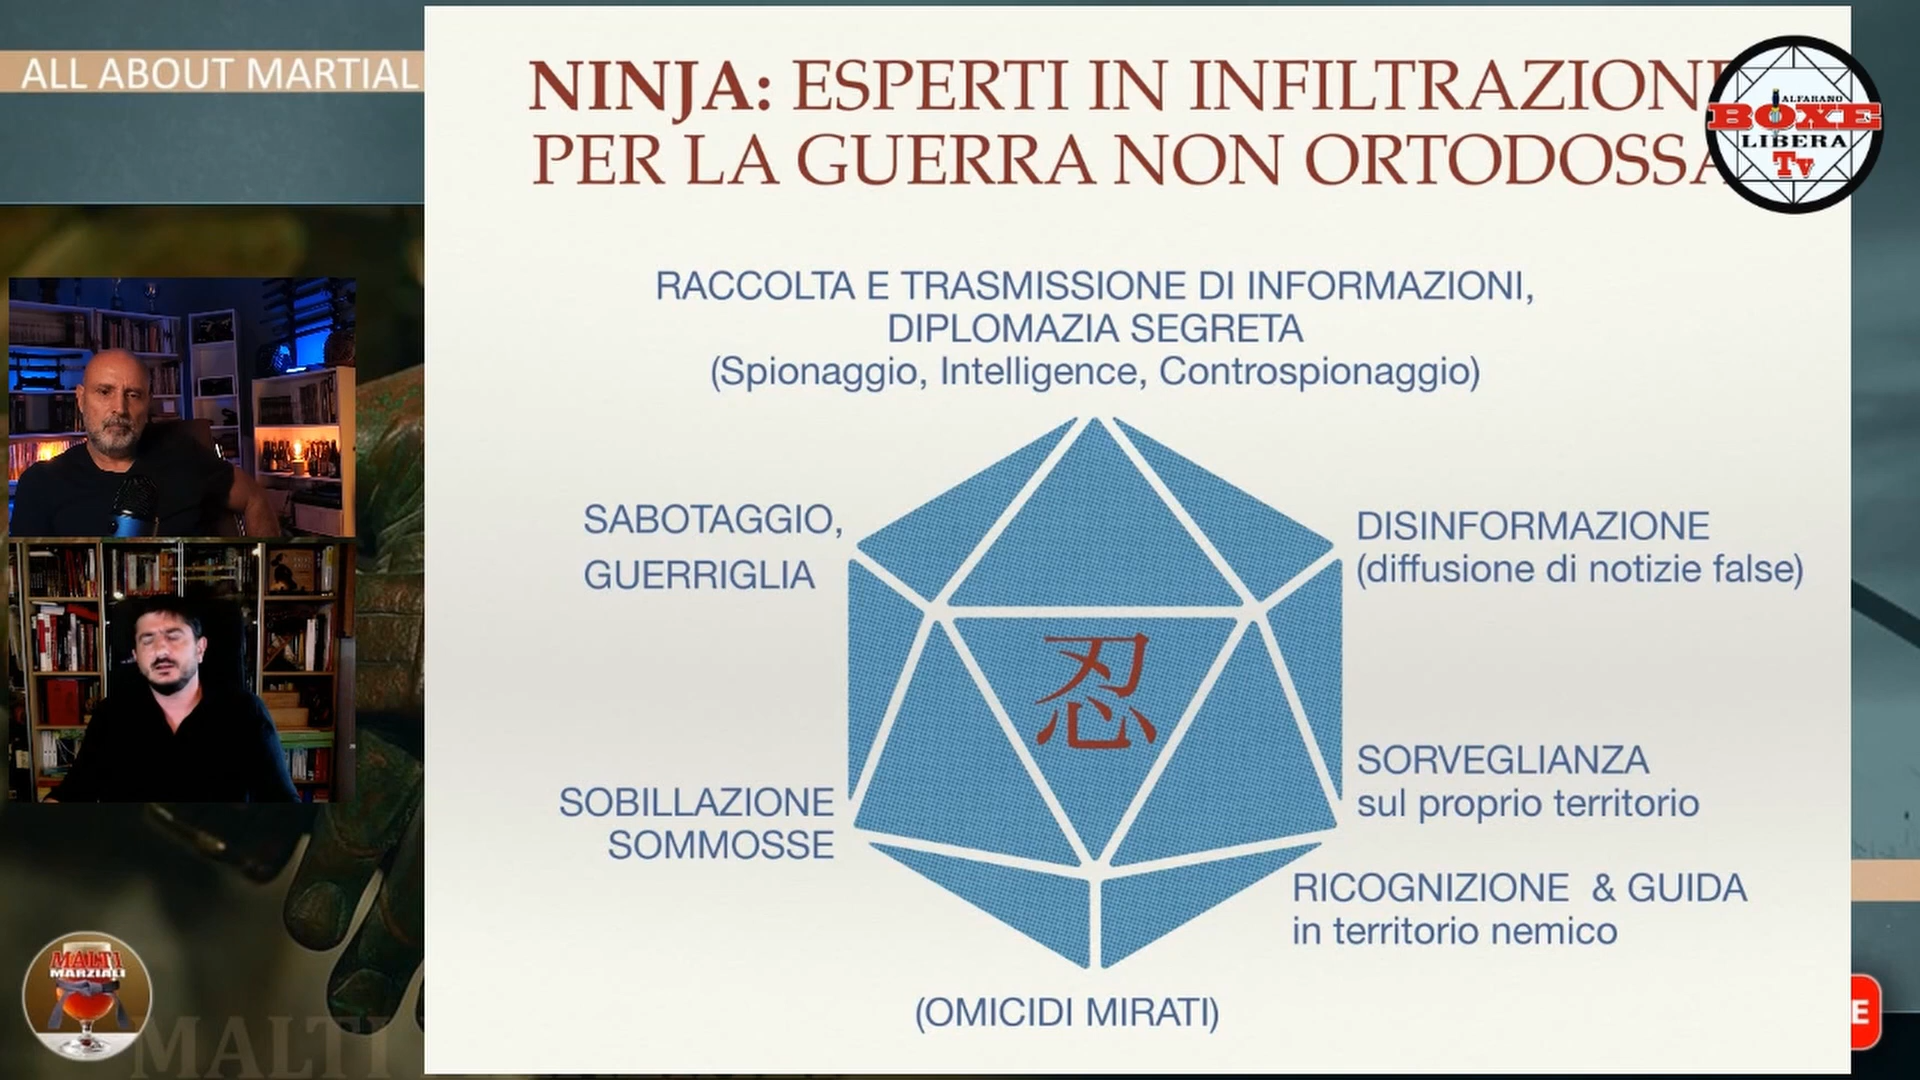 ALL ABOUT MARTIAL
NINJA: ESPERTI IN INFILTRAZIONE
PER LA GUERRA NON ORTODOSSA
ALFARANO
BOXE
LIBERA
Tv
RACCOLTA E TRASMISSIONE DI INFORMAZIONI,
DIPLOMAZIA SEGRETA
(Spionaggio, Intelligence, Controspionaggio)
SABOTAGGIO,
GUERRIGLIA
DISINFORMAZIONE
(diffusione di notizie false)
忍
SORVEGLIANZA
sul proprio territorio
SOBILLAZIONE
SOMMOSSE
RICOGNIZIONE & GUIDA
in territorio nemico
(OMICIDI MIRATI)
MALTI
MARZIALI
MALTI
E